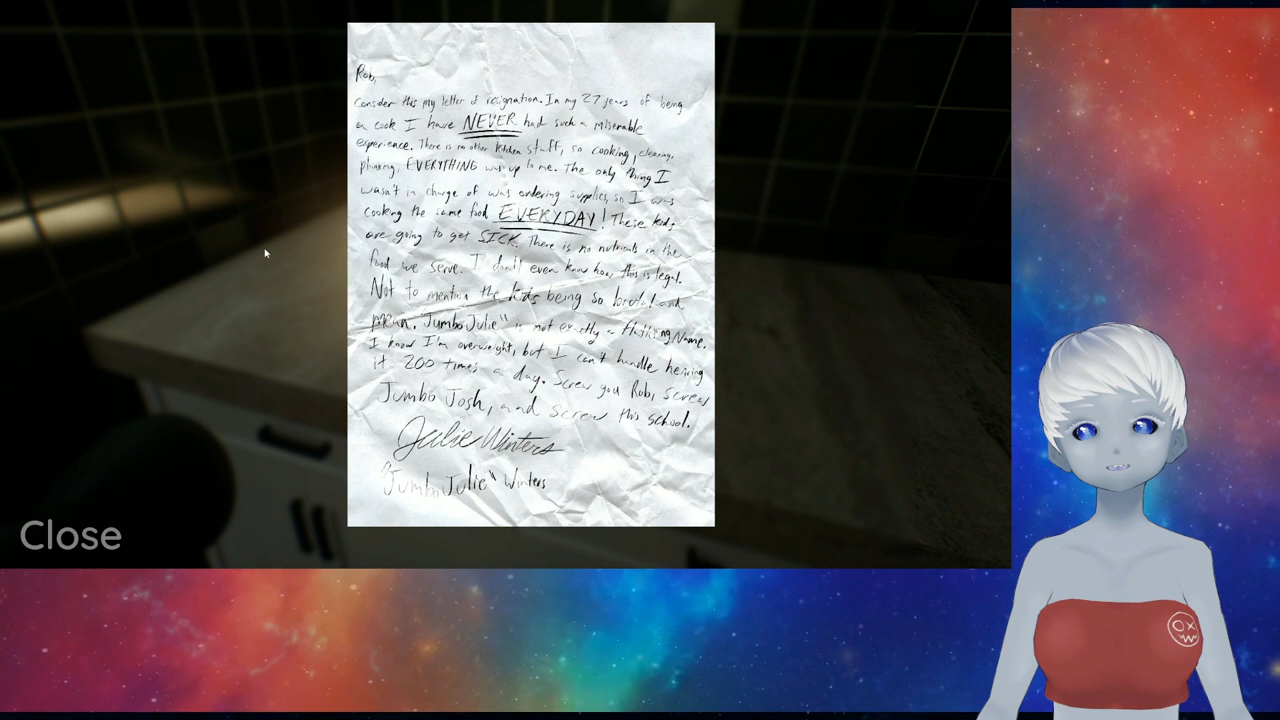 Rob,
Consider this my letter of resignation. In my 27 years of being
a cook I have NEVER had such a miserable
experience. There is no other kitchen staff, so cooking, cleaning,
planning, EVERYTHING was up to me. The only thing I
wasn't in charge of was ordering supplies, so I was
cooking the same food EVERYDAY! These kids
are going to get SICK. There is no nutrients in the
food we serve. I don't even know how this is legal.
Not to mention the kids being so brutal and
mean. "Jumbo Julie" is not exactly a flattering Name.
I know I'm overweight, but I can't handle hearing
it 200 times a day. Screw you Rob, screw
Jumbo Josh, and screw this school.
Julie Winters
"Jumbo Julie" Winters
Close